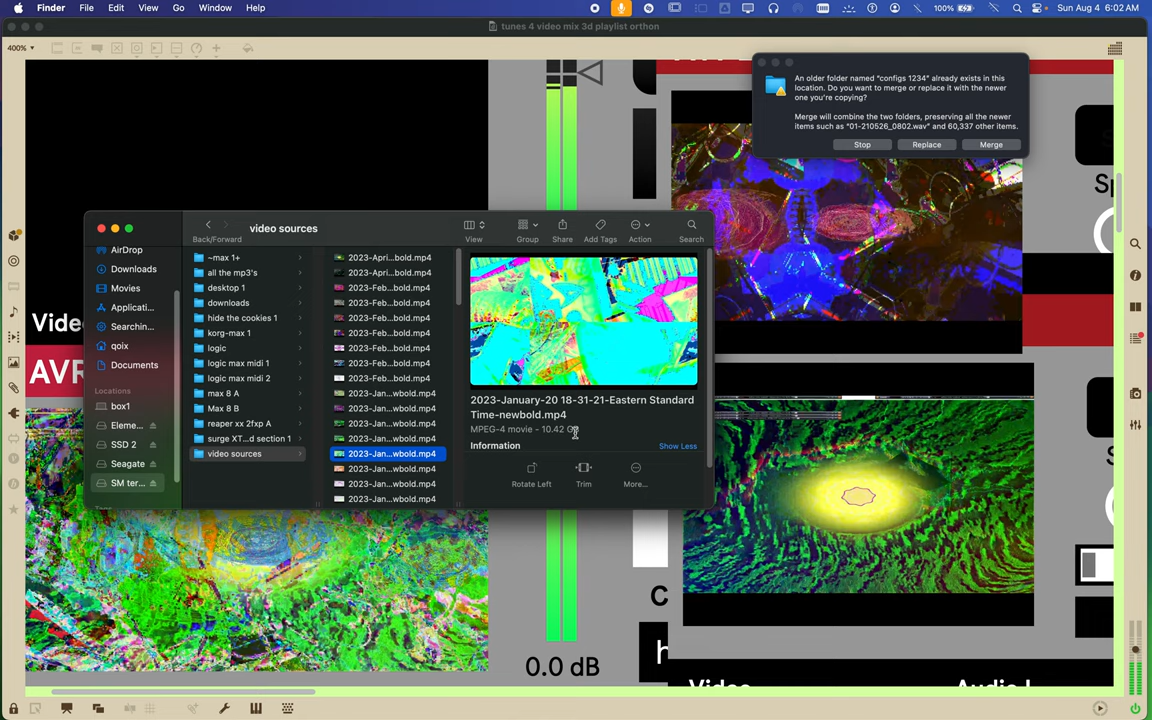 Finder File Edit View Go Window Help
100% Sun Aug 4 6:02 AM
tunes 4 video mix 3d playlist orthon
400%
An older folder named "configs 1234" already exists in this
location. Do you want to merge or replace it with the newer
one you're copying?
Merge will combine the two folders, preserving all the newer
items such as "01-210526_0802.wav" and 60,337 other items.
Stop Replace Merge
video sources
Back/Forward View Group Share Add Tags Action Search
AirDrop
Downloads
Movies
Applicati...
Searchin...
qoix
Documents
Locations
box1
Eleme...
SSD 2
Seagate
SM ter...
~max 1+
all the mp3's
desktop 1
downloads
hide the cookies 1
korg-max 1
logic
logic max midi 1
logic max midi 2
max 8 A
Max 8 B
reaper xx 2fxp A
surge XT...d section 1
video sources
2023-Apri...bold.mp4
2023-Apri...bold.mp4
2023-Feb...bold.mp4
2023-Feb...bold.mp4
2023-Feb...bold.mp4
2023-Feb...bold.mp4
2023-Feb...bold.mp4
2023-Feb...bold.mp4
2023-Feb...bold.mp4
2023-Jan...wbold.mp4
2023-Jan...wbold.mp4
2023-Jan...wbold.mp4
2023-Jan...wbold.mp4
2023-Jan...wbold.mp4
2023-Jan...wbold.mp4
2023-Jan...wbold.mp4
2023-Jan...wbold.mp4
2023-January-20 18-31-21-Eastern Standard
Time-newbold.mp4
MPEG-4 movie - 10.42 GB
Information Show Less
Rotate Left Trim More...
Vide
AVR
Sp
S
C
h
0.0 dB
Video Audio I